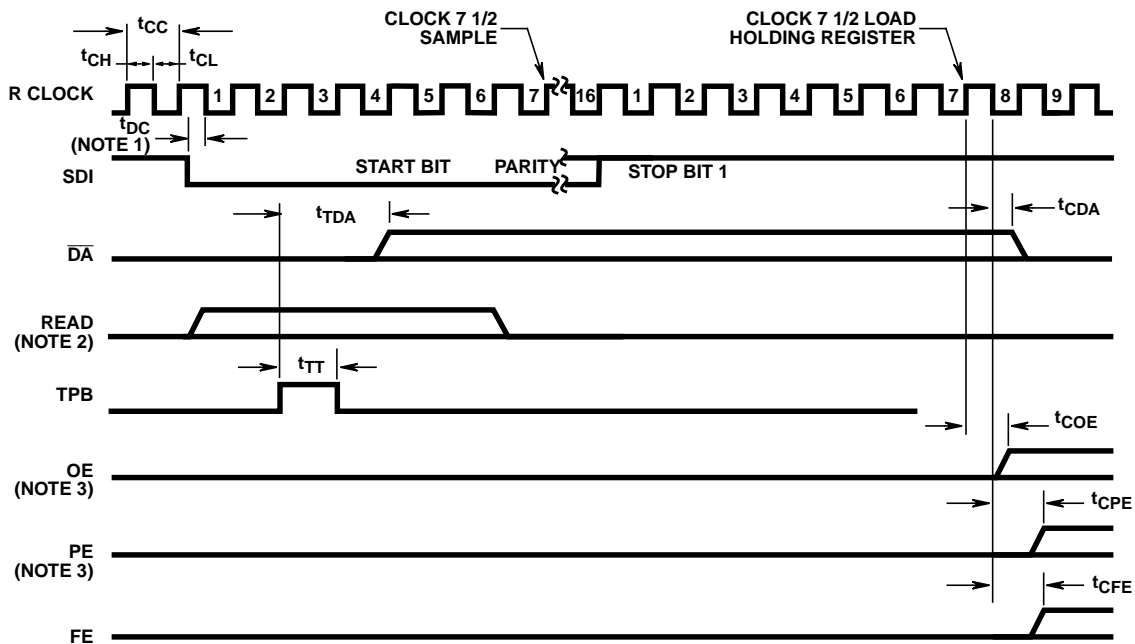 tCC
CLOCK 7 1/2
SAMPLE
CLOCK 7 1/2 LOAD
HOLDING REGISTER
tCH
tCL
R CLOCK
1 2 3 4 5 6 7 16 1 2 3 4 5 6 7 8 9
tDC
(NOTE 1)
SDI
START BIT
PARITY
STOP BIT 1
tTDA
tCDA
DA
READ
(NOTE 2)
tTT
TPB
tCOE
OE
(NOTE 3)
tCPE
PE
(NOTE 3)
tCFE
FE